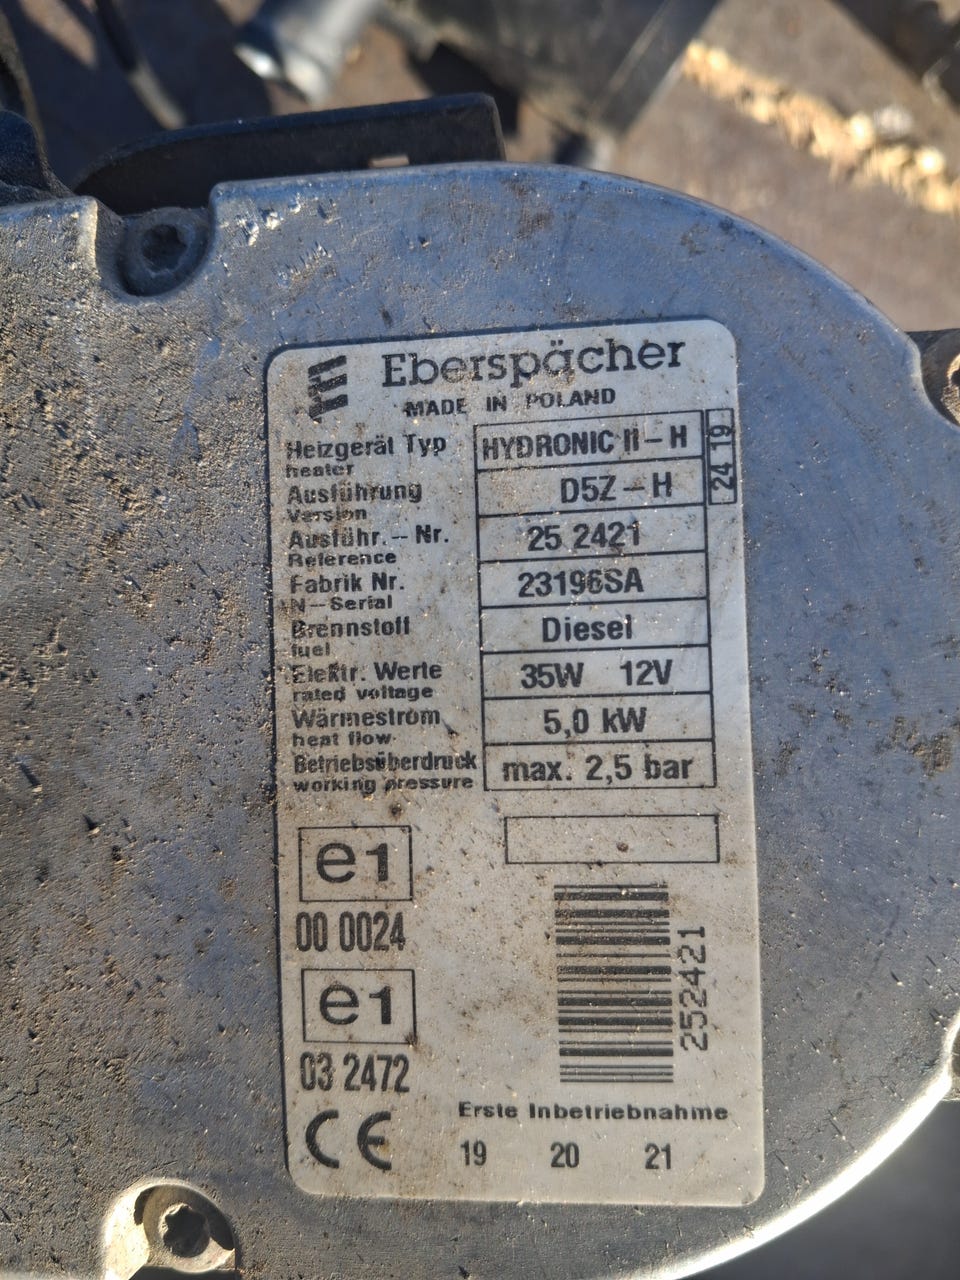 Eberspächer
MADE IN POLAND
Heizgerät Typ HYDRONIC II-H
heater
24 19
Ausführung D5Z-H
Version
Ausführ.-Nr. 25 2421
Reference
Fabrik Nr. 23196SA
N-Serial
Brennstoff Diesel
fuel
Elektr. Werte 35W 12V
rated voltage
Wärmestrom 5,0 kW
heat flow
Betriebsüberdruck max. 2,5 bar
working pressure
e1
00 0024
e1
03 2472
252421
CE
Erste Inbetriebnahme
19 20 21